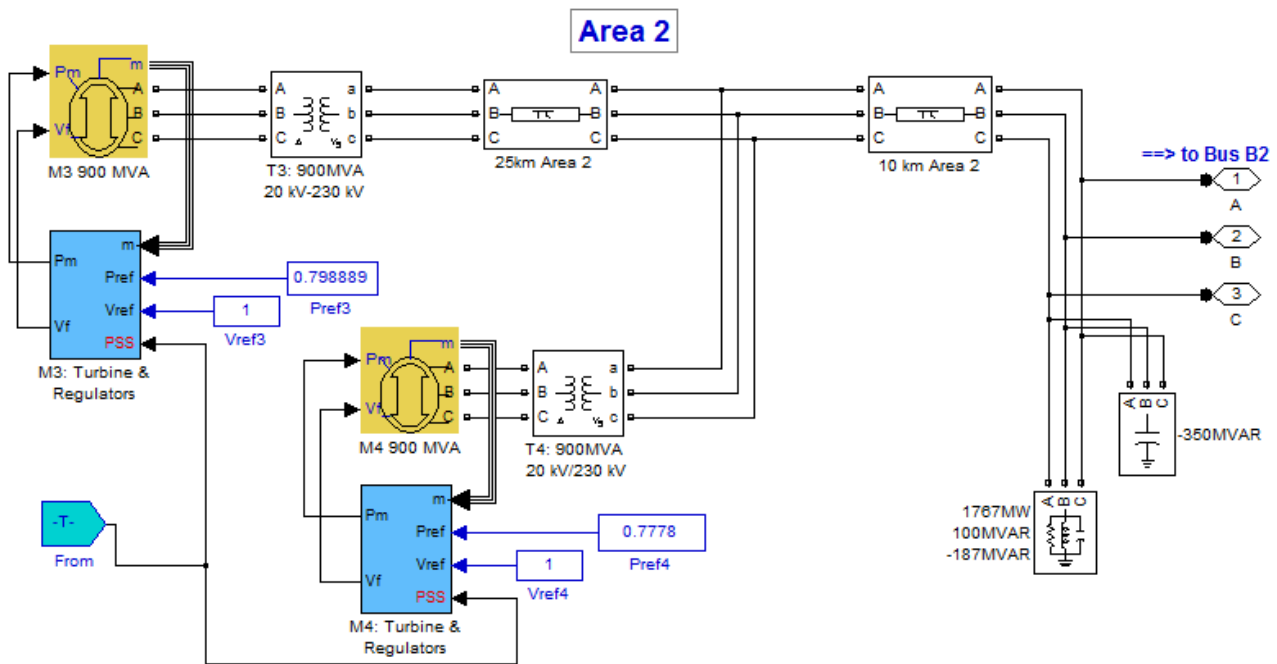 Area 2
Pm
m
A
B
C
Vf
M3 900 MVA
A
B
C
a
b
c
Δ
Yg
T3: 900MVA
20 kV-230 kV
A
B
C
A
B
C
25km Area 2
A
B
C
A
B
C
10 km Area 2
==> to Bus B2
1
A
2
B
3
C
m
Pm
Pref
Vref
Vf
PSS
M3: Turbine &
Regulators
0.798889
Pref3
1
Vref3
Pm
m
A
B
C
Vf
M4 900 MVA
A
B
C
a
b
c
Δ
Yg
T4: 900MVA
20 kV/230 kV
A B C
-350MVAR
A B C
1767MW
100MVAR
-187MVAR
-T-
From
m
Pm
Pref
Vref
Vf
PSS
M4: Turbine &
Regulators
0.7778
Pref4
1
Vref4